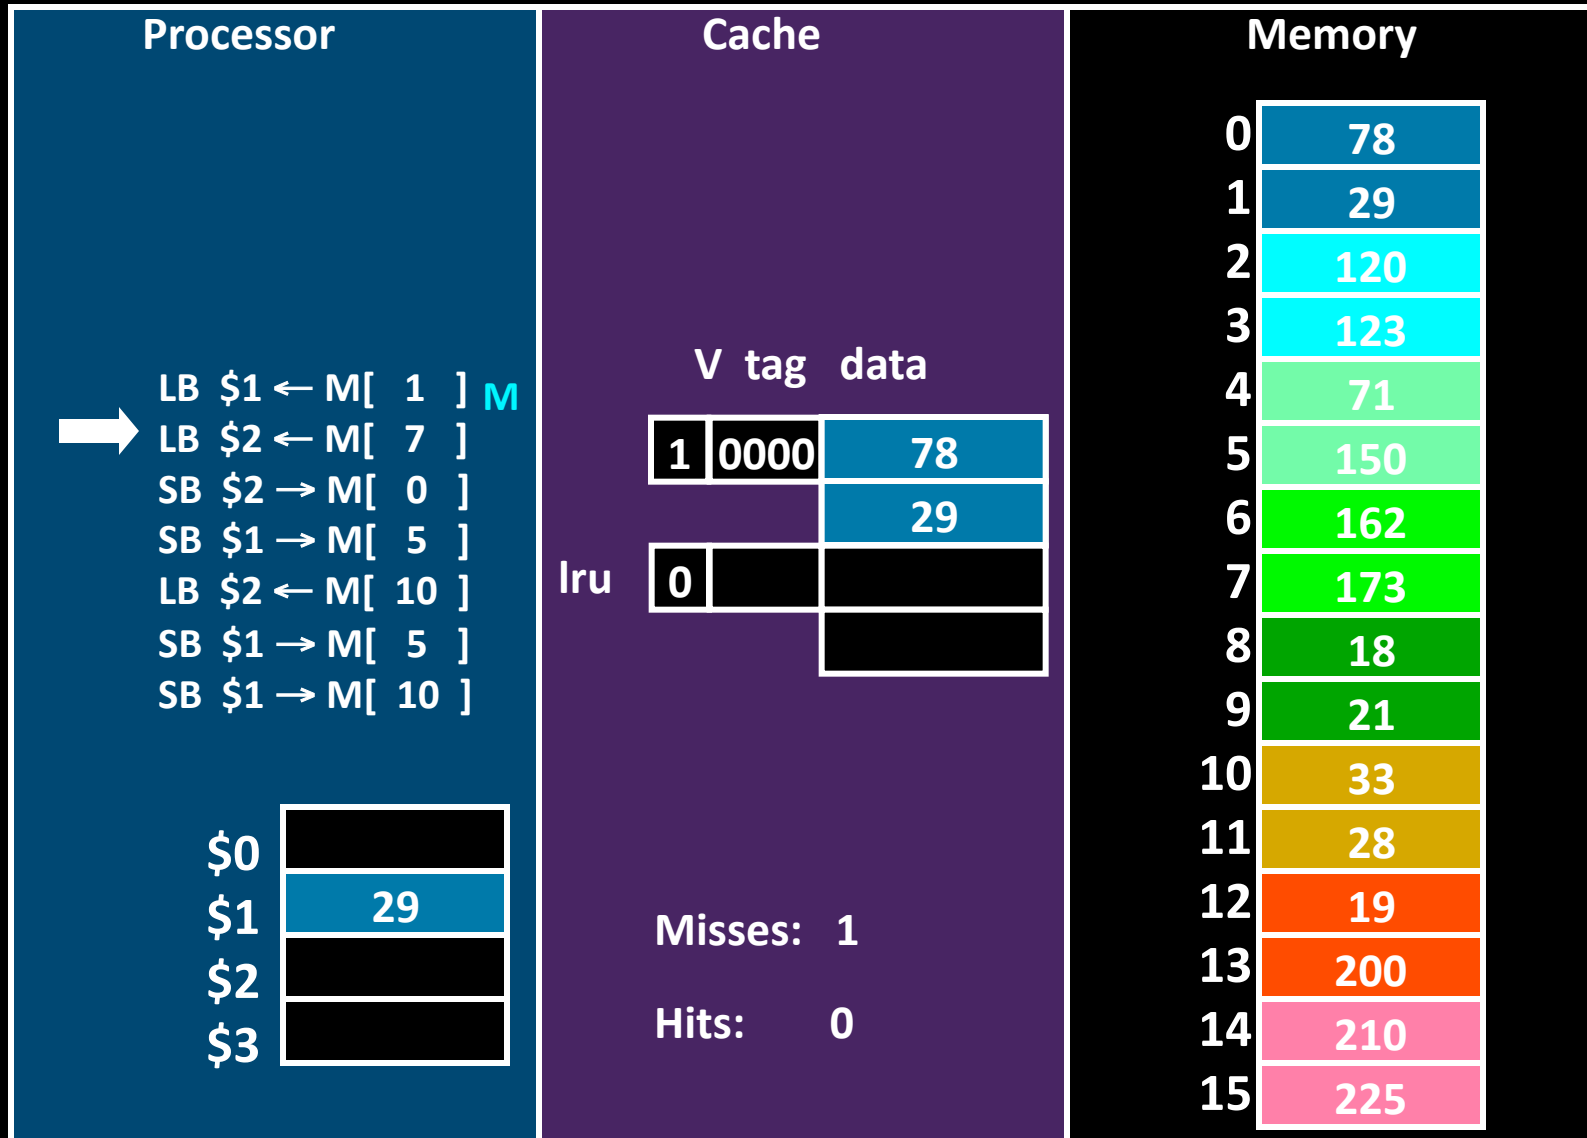 Processor
LB $1 ← M[ 1 ] M
LB $2 ← M[ 7 ]
SB $2 → M[ 0 ]
SB $1 → M[ 5 ]
LB $2 ← M[ 10 ]
SB $1 → M[ 5 ]
SB $1 → M[ 10 ]
$0
$1 29
$2
$3
Cache
V tag data
1 0000 78
29
lru 0
Misses: 1
Hits: 0
Memory
0 78
1 29
2 120
3 123
4 71
5 150
6 162
7 173
8 18
9 21
10 33
11 28
12 19
13 200
14 210
15 225